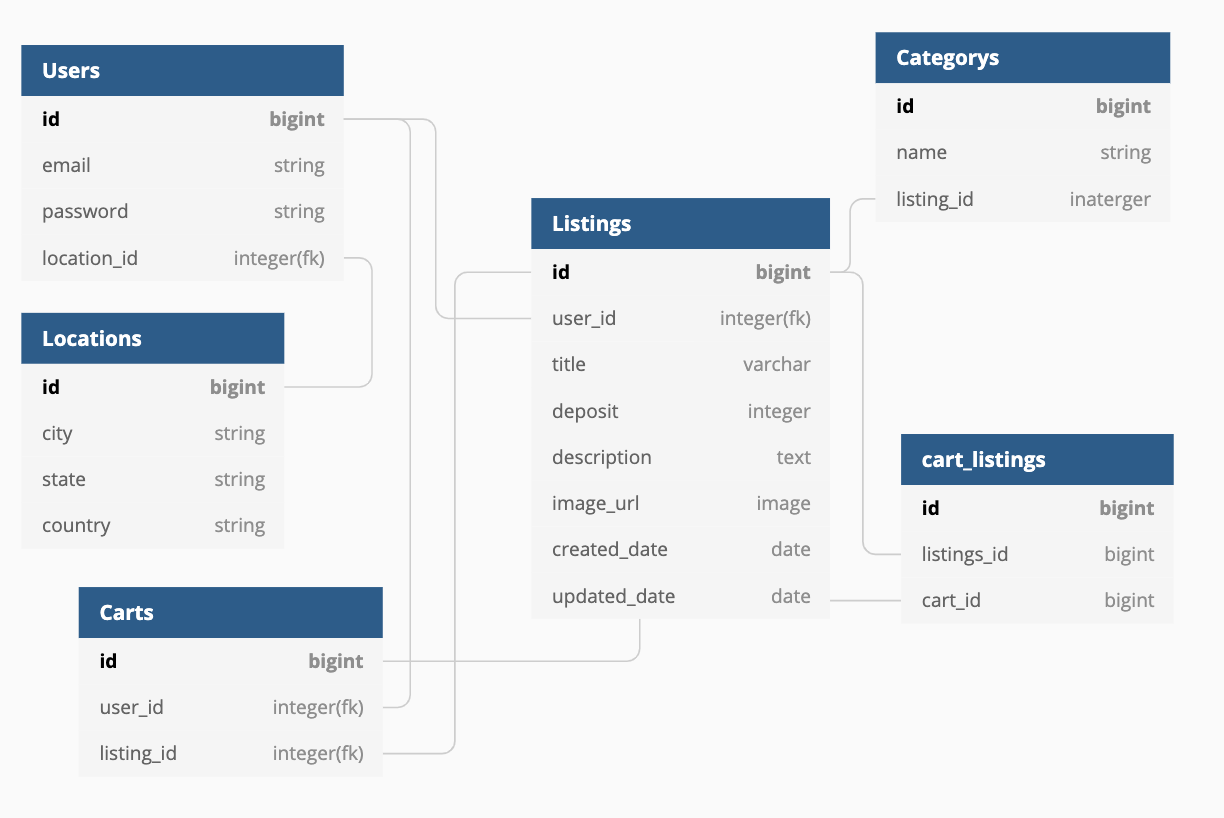 Users
id bigint
email string
password string
location_id integer(fk)
Locations
id bigint
city string
state string
country string
Carts
id bigint
user_id integer(fk)
listing_id integer(fk)
Listings
id bigint
user_id integer(fk)
title varchar
deposit integer
description text
image_url image
created_date date
updated_date date
Categorys
id bigint
name string
listing_id inaterger
cart_listings
id bigint
listings_id bigint
cart_id bigint